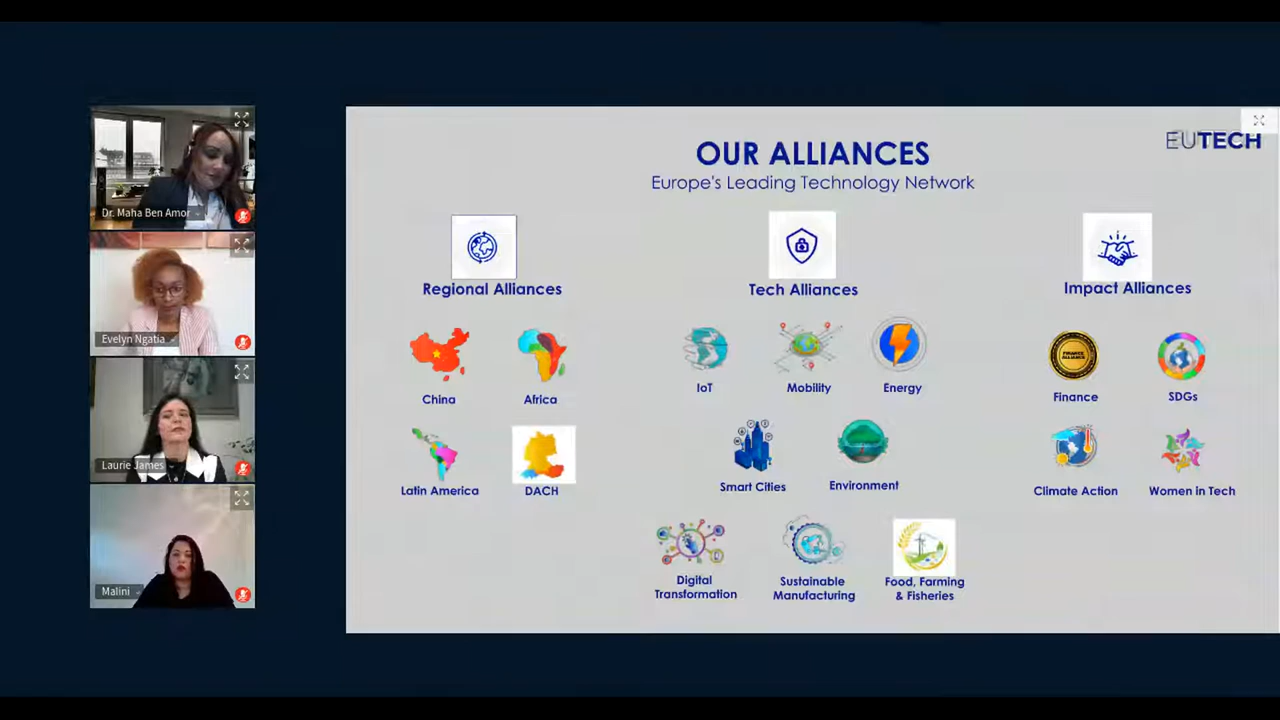 Dr. Maha Ben Amor
Evelyn Ngatia
Laurie James
Malini
EUTECH
OUR ALLIANCES
Europe's Leading Technology Network
Regional Alliances
Tech Alliances
Impact Alliances
China
Africa
Latin America
DACH
IoT
Mobility
Energy
Smart Cities
Environment
Digital
Transformation
Sustainable
Manufacturing
Food, Farming
& Fisheries
FINANCE
ALLIANCE
Finance
SDGs
Climate Action
Women in Tech